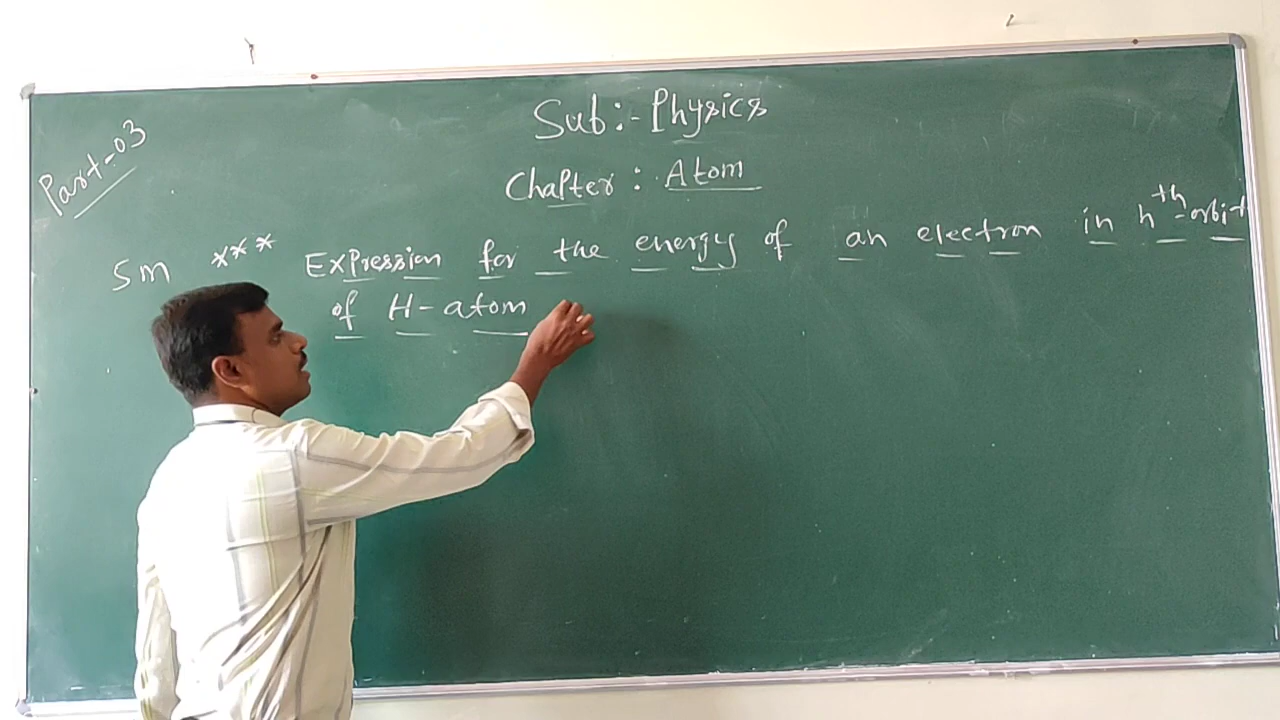 Part-03
Sub:- Physics
Chapter : Atom
5m *** Expression for the energy of an electron in nth-orbit
of H-atom